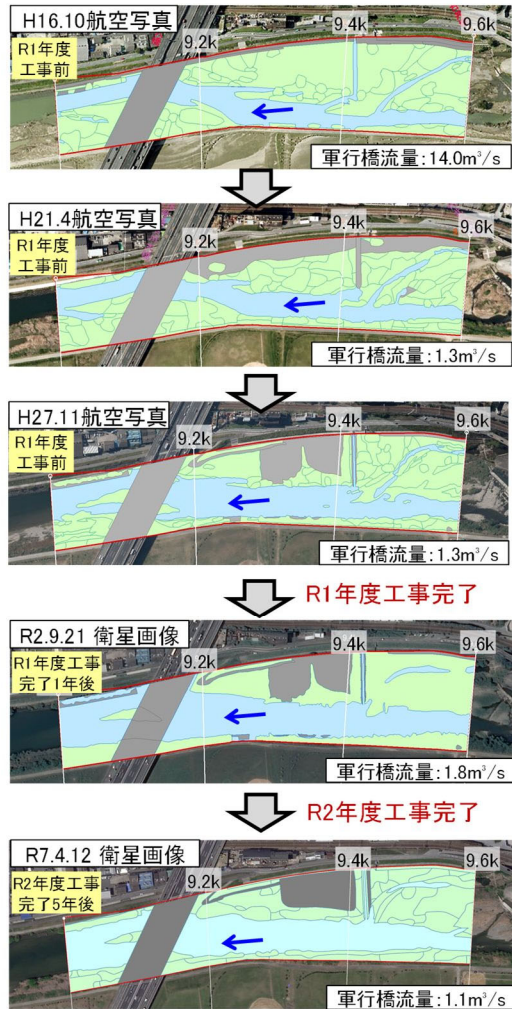 H16.10航空写真
R1年度
工事前
9.2k
9.4k
9.6k
軍行橋流量:14.0m³/s
H21.4航空写真
R1年度
工事前
9.2k
9.4k
9.6k
軍行橋流量:1.3m³/s
H27.11航空写真
R1年度
工事前
9.2k
9.4k
9.6k
軍行橋流量:1.3m³/s
R1年度工事完了
R2.9.21 衛星画像
R1年度工事
完了1年後
9.2k
9.4k
9.6k
軍行橋流量:1.8m³/s
R2年度工事完了
R7.4.12 衛星画像
R2年度工事
完了5年後
9.2k
9.4k
9.6k
軍行橋流量:1.1m³/s